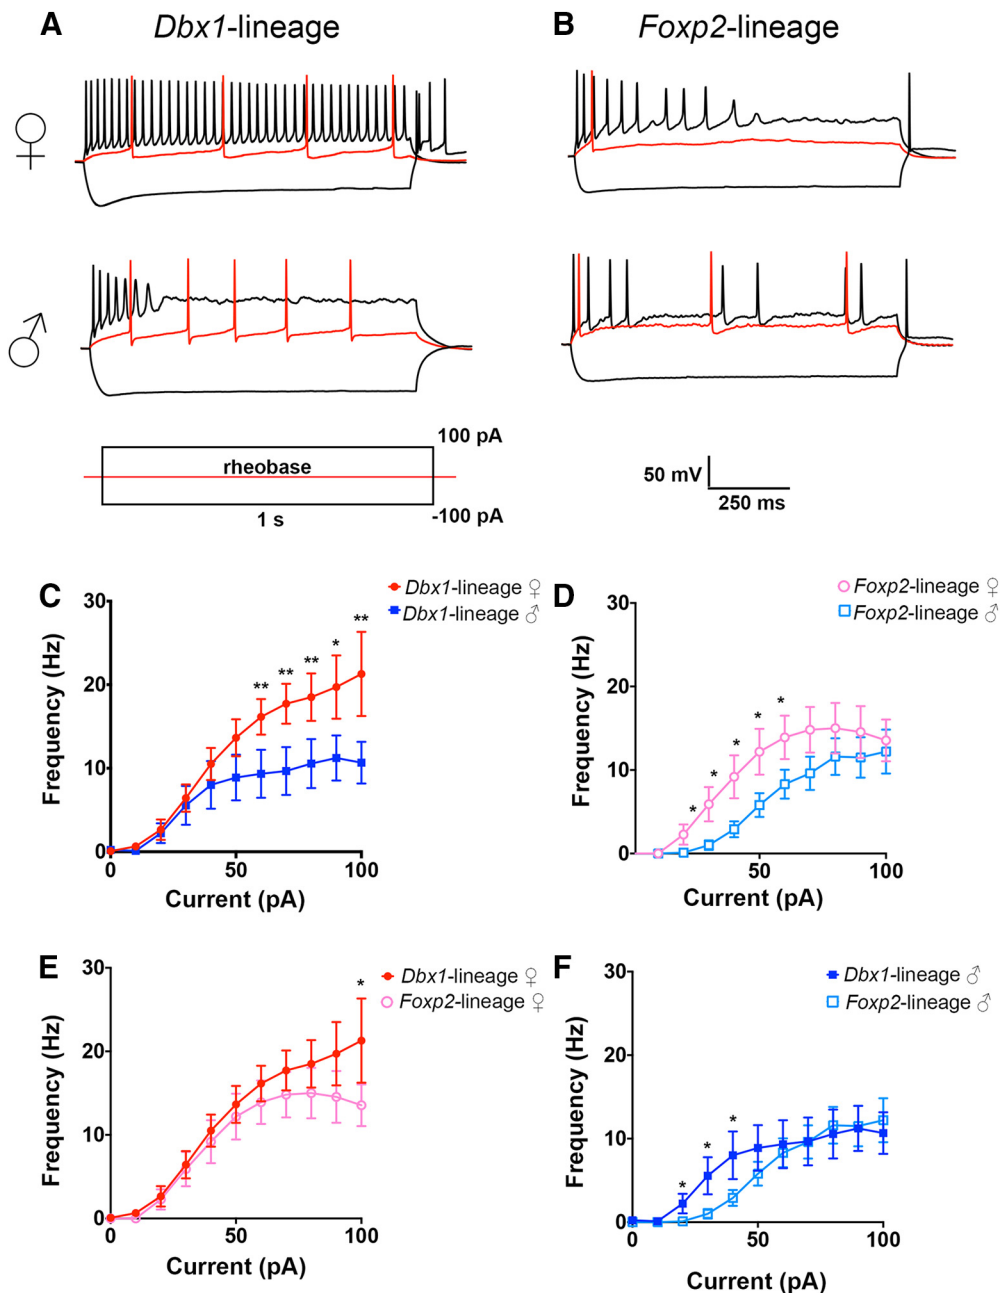 A
Dbx1-lineage
B
Foxp2-lineage
♀
♂
100 pA
rheobase
-100 pA
1 s
50 mV
250 ms
C
Dbx1-lineage ♀
Dbx1-lineage ♂
30
20
10
0
Frequency (Hz)
** ** ** * **
0 50 100
Current (pA)
D
Foxp2-lineage ♀
Foxp2-lineage ♂
30
20
10
0
Frequency (Hz)
* * * * *
50 100
Current (pA)
E
Dbx1-lineage ♀
Foxp2-lineage ♀
30
20
10
0
Frequency (Hz)
*
0 50 100
Current (pA)
F
Dbx1-lineage ♂
Foxp2-lineage ♂
30
20
10
0
Frequency (Hz)
* * *
0 50 100
Current (pA)